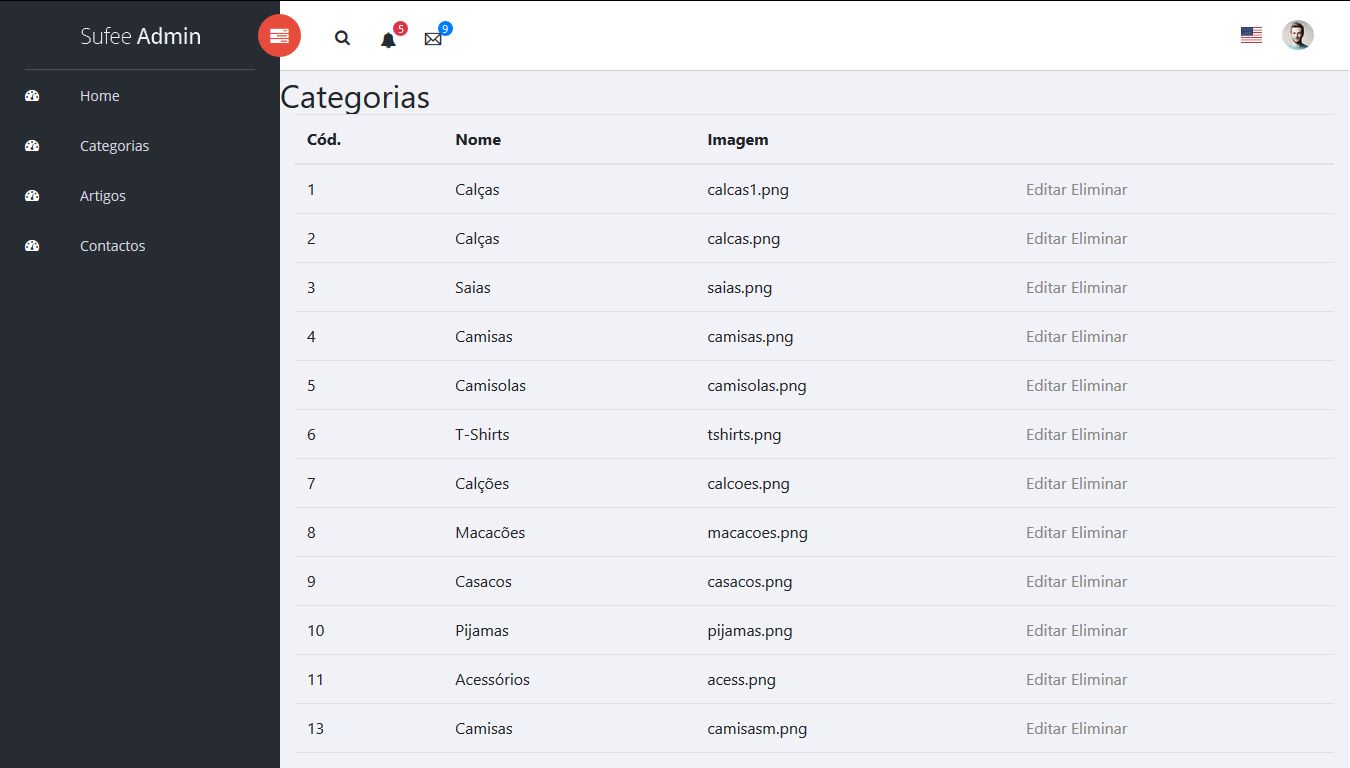 Sufee Admin
5
9
Home
Categorias
Artigos
Contactos
Categorias
Cód. Nome Imagem
1 Calças calcas1.png Editar Eliminar
2 Calças calcas.png Editar Eliminar
3 Saias saias.png Editar Eliminar
4 Camisas camisas.png Editar Eliminar
5 Camisolas camisolas.png Editar Eliminar
6 T-Shirts tshirts.png Editar Eliminar
7 Calções calcoes.png Editar Eliminar
8 Macacões macacoes.png Editar Eliminar
9 Casacos casacos.png Editar Eliminar
10 Pijamas pijamas.png Editar Eliminar
11 Acessórios acess.png Editar Eliminar
13 Camisas camisasm.png Editar Eliminar